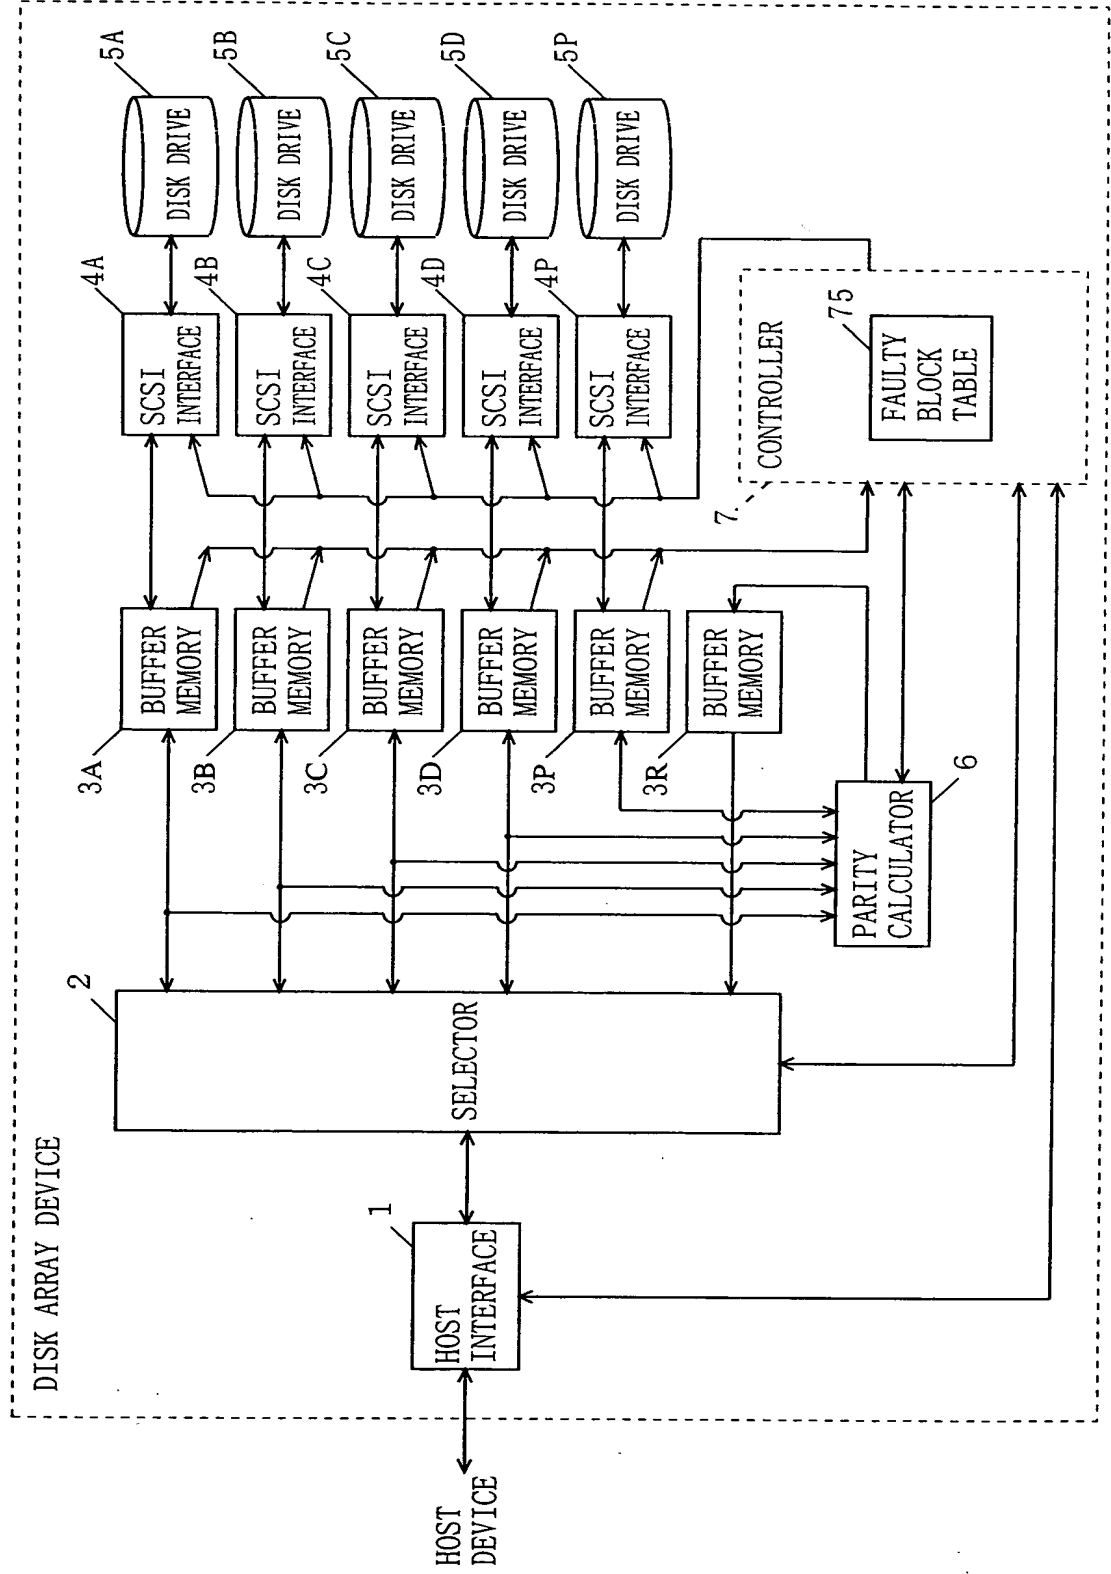 DISK ARRAY DEVICE
HOST
DEVICE
1
HOST
INTERFACE
2
SELECTOR
3A
BUFFER
MEMORY
3B
BUFFER
MEMORY
3C
BUFFER
MEMORY
3D
BUFFER
MEMORY
3P
BUFFER
MEMORY
3R
BUFFER
MEMORY
4A
SCSI
INTERFACE
4B
SCSI
INTERFACE
4C
SCSI
INTERFACE
4D
SCSI
INTERFACE
4P
SCSI
INTERFACE
5A
DISK DRIVE
5B
DISK DRIVE
5C
DISK DRIVE
5D
DISK DRIVE
5P
DISK DRIVE
PARITY
CALCULATOR
6
7
CONTROLLER
75
FAULTY
BLOCK
TABLE